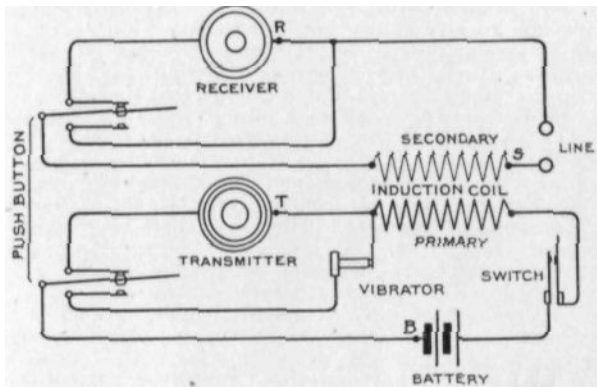 R
RECEIVER
SECONDARY
S
LINE
INDUCTION COIL
PUSH BUTTON
T
TRANSMITTER
PRIMARY
SWITCH
VIBRATOR
B
BATTERY